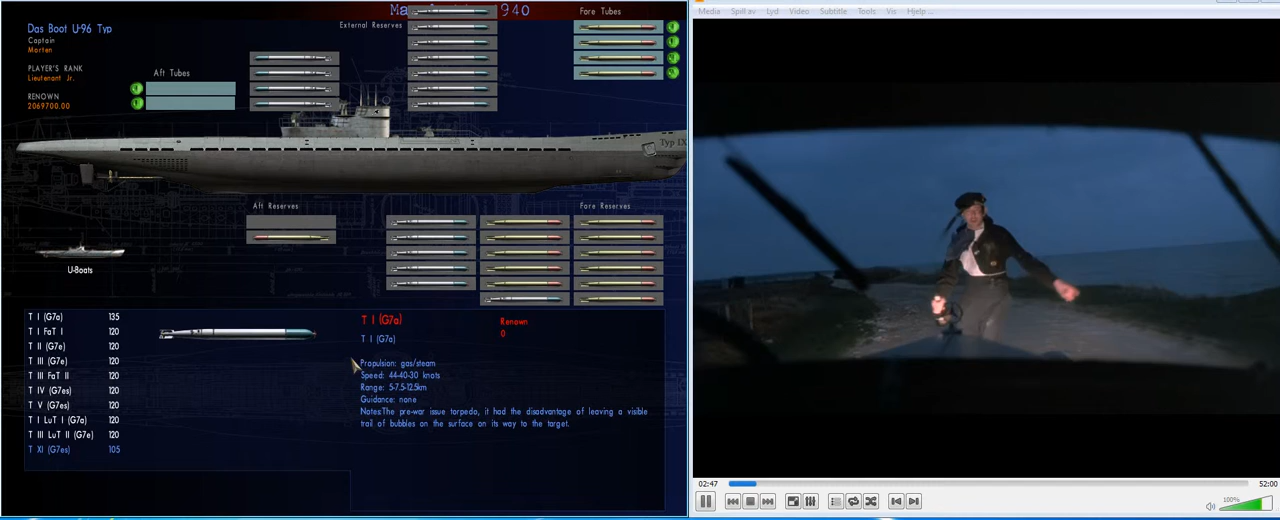 Ma 1940
Fore Tubes
External Reserves
Das Boot U-96 Typ
Captain
Morten
PLAYER'S RANK
Lieutenant Jr.
RENOWN
2069700.00
Aft Tubes
Typ IX
Aft Reserves
Fore Reserves
U-Boats
T I (G7a) 135
T I FaT I 120
T II (G7e) 120
T III (G7e) 120
T III FaT II 120
T IV (G7es) 120
T V (G7es) 120
T I LuT I (G7a) 120
T III LuT II (G7e) 120
T XI (G7es) 105
T I (G7a)
Renown
0
T I (G7a)
Propulsion: gas/steam
Speed: 44-40-30 knots
Range: 5-7.5-12.5km
Guidance: none
Notes:The pre-war issue torpedo, it had the disadvantage of leaving a visible
trail of bubbles on the surface on its way to the target.
Media Spill av Lyd Video Subtitle Tools Vis Hjelp ...
02:47 52:00
100%